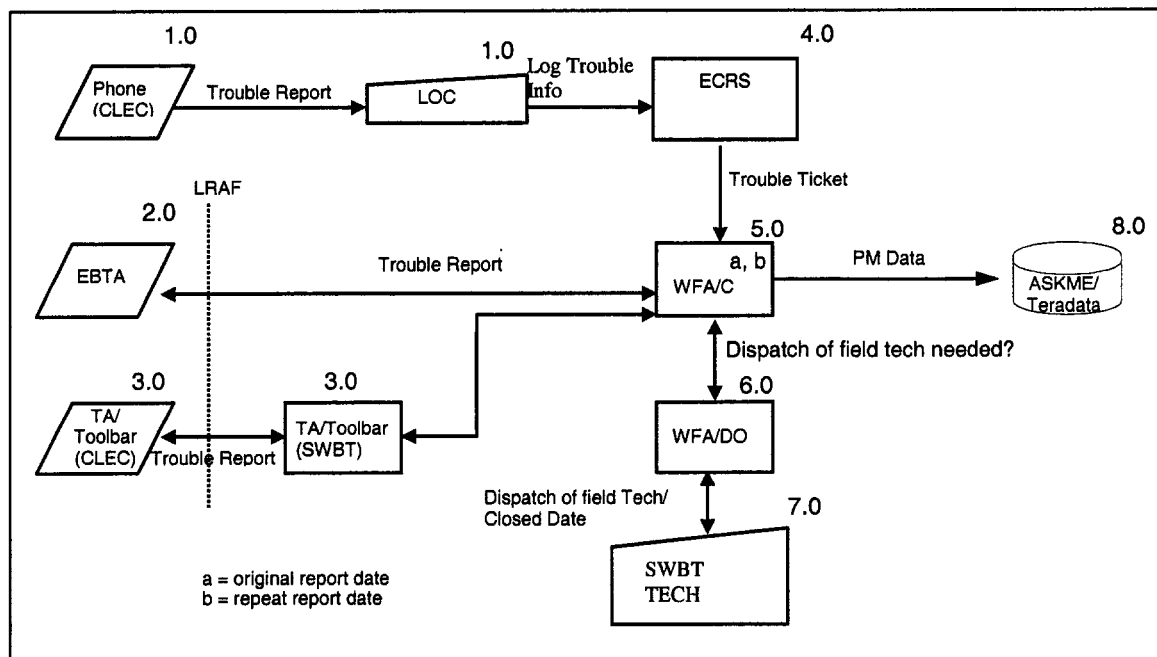 1.0
1.0
4.0
Phone
(CLEC)
Trouble Report
LOC
Log Trouble
Info
ECRS
Trouble Ticket
LRAF
2.0
EBTA
Trouble Report
5.0
a, b
WFA/C
PM Data
8.0
ASKME/
Teradata
Dispatch of field tech needed?
3.0
TA/
Toolbar
(CLEC)
Trouble Report
3.0
TA/Toolbar
(SWBT)
6.0
WFA/DO
Dispatch of field Tech/
Closed Date
7.0
SWBT
TECH
a = original report date
b = repeat report date